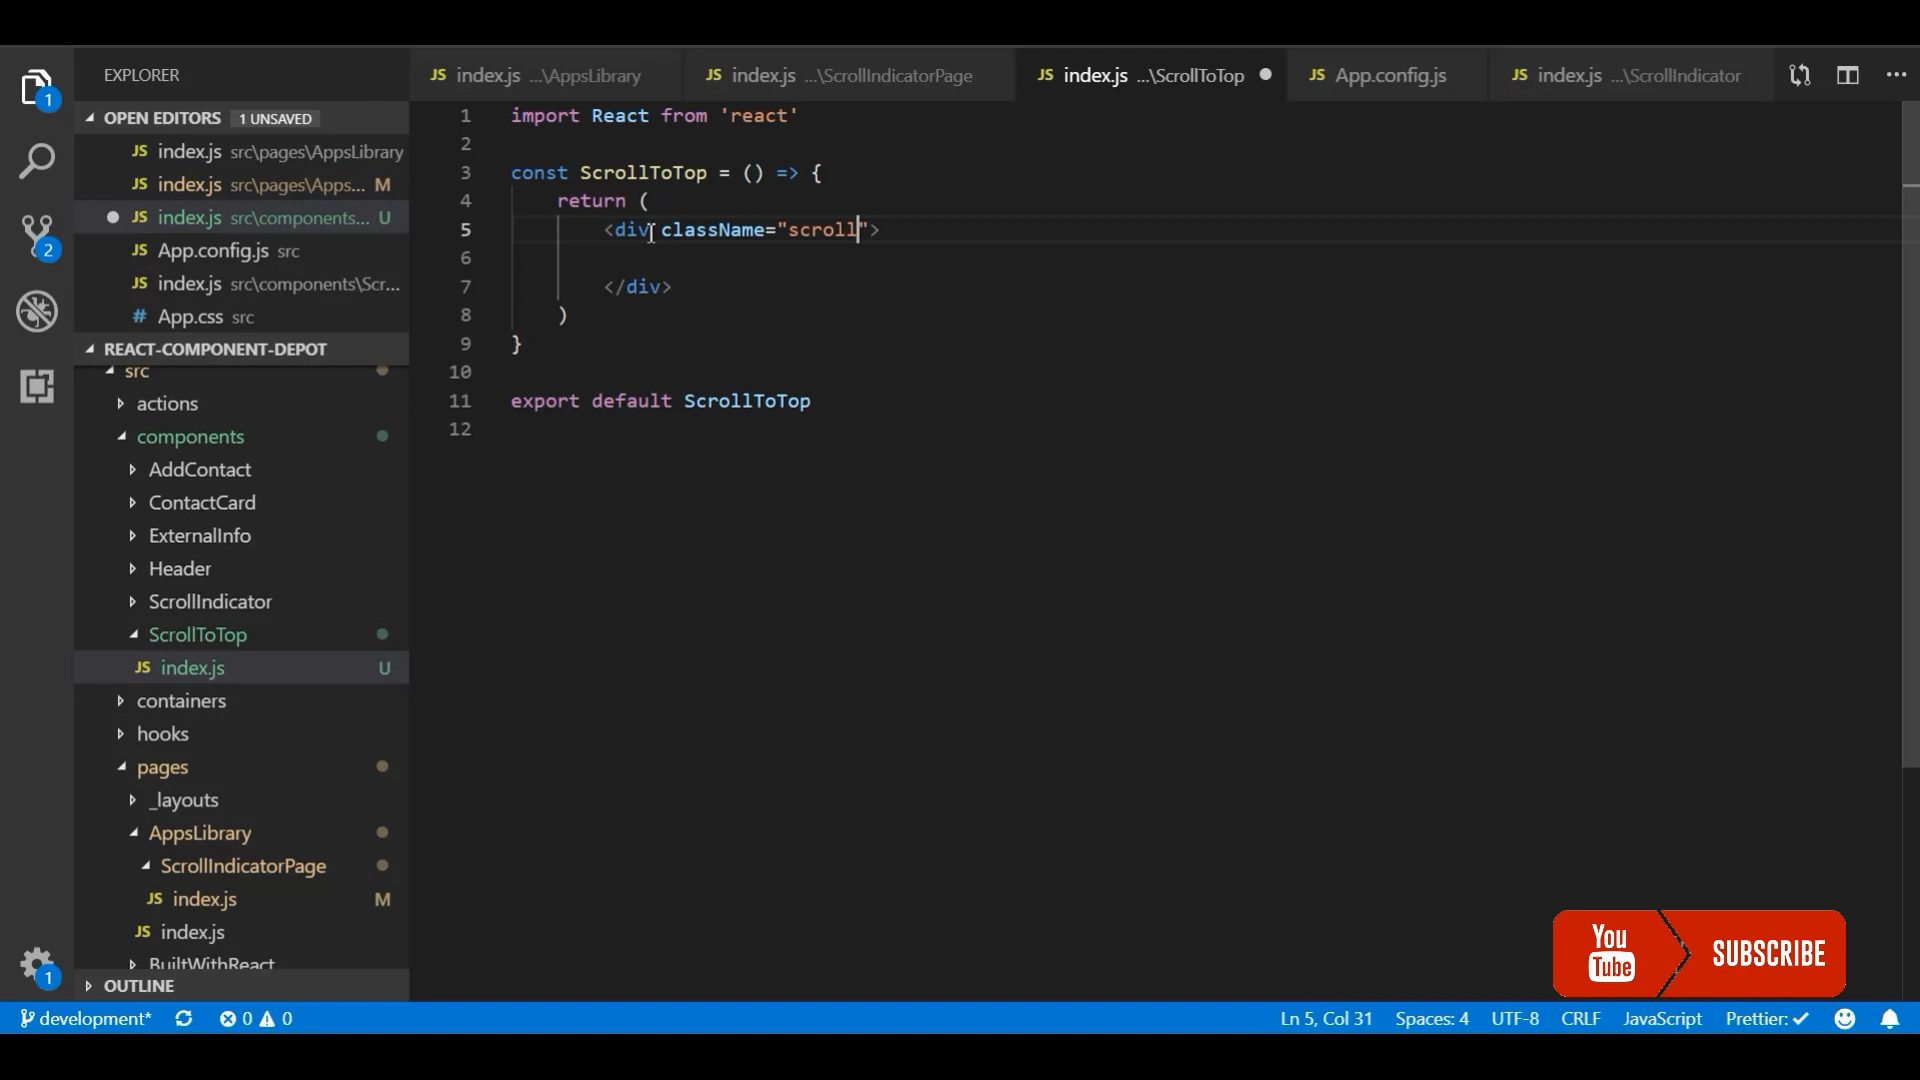 EXPLORER
JS index.js ...\AppsLibrary
JS index.js ...\ScrollIndicatorPage
JS index.js ...\ScrollToTop
JS App.config.js
JS index.js ...\ScrollIndicator
1
OPEN EDITORS 1 UNSAVED
JS index.js src\pages\AppsLibrary
JS index.js src\pages\Apps... M
JS index.js src\components... U
JS App.config.js src
JS index.js src\components\Scr...
# App.css src
2
REACT-COMPONENT-DEPOT
src
actions
components
AddContact
ContactCard
ExternalInfo
Header
ScrollIndicator
ScrollToTop
JS index.js U
containers
hooks
pages
_layouts
AppsLibrary
ScrollIndicatorPage
JS index.js M
JS index.js
BuiltWithReact
OUTLINE
1
1 import React from 'react'
2
3 const ScrollToTop = () => {
4 return (
5 <div className="scroll">
6
7 </div>
8 )
9 }
10
11 export default ScrollToTop
12
You
Tube
SUBSCRIBE
development* 0 0 Ln 5, Col 31 Spaces: 4 UTF-8 CRLF JavaScript Prettier: ✓